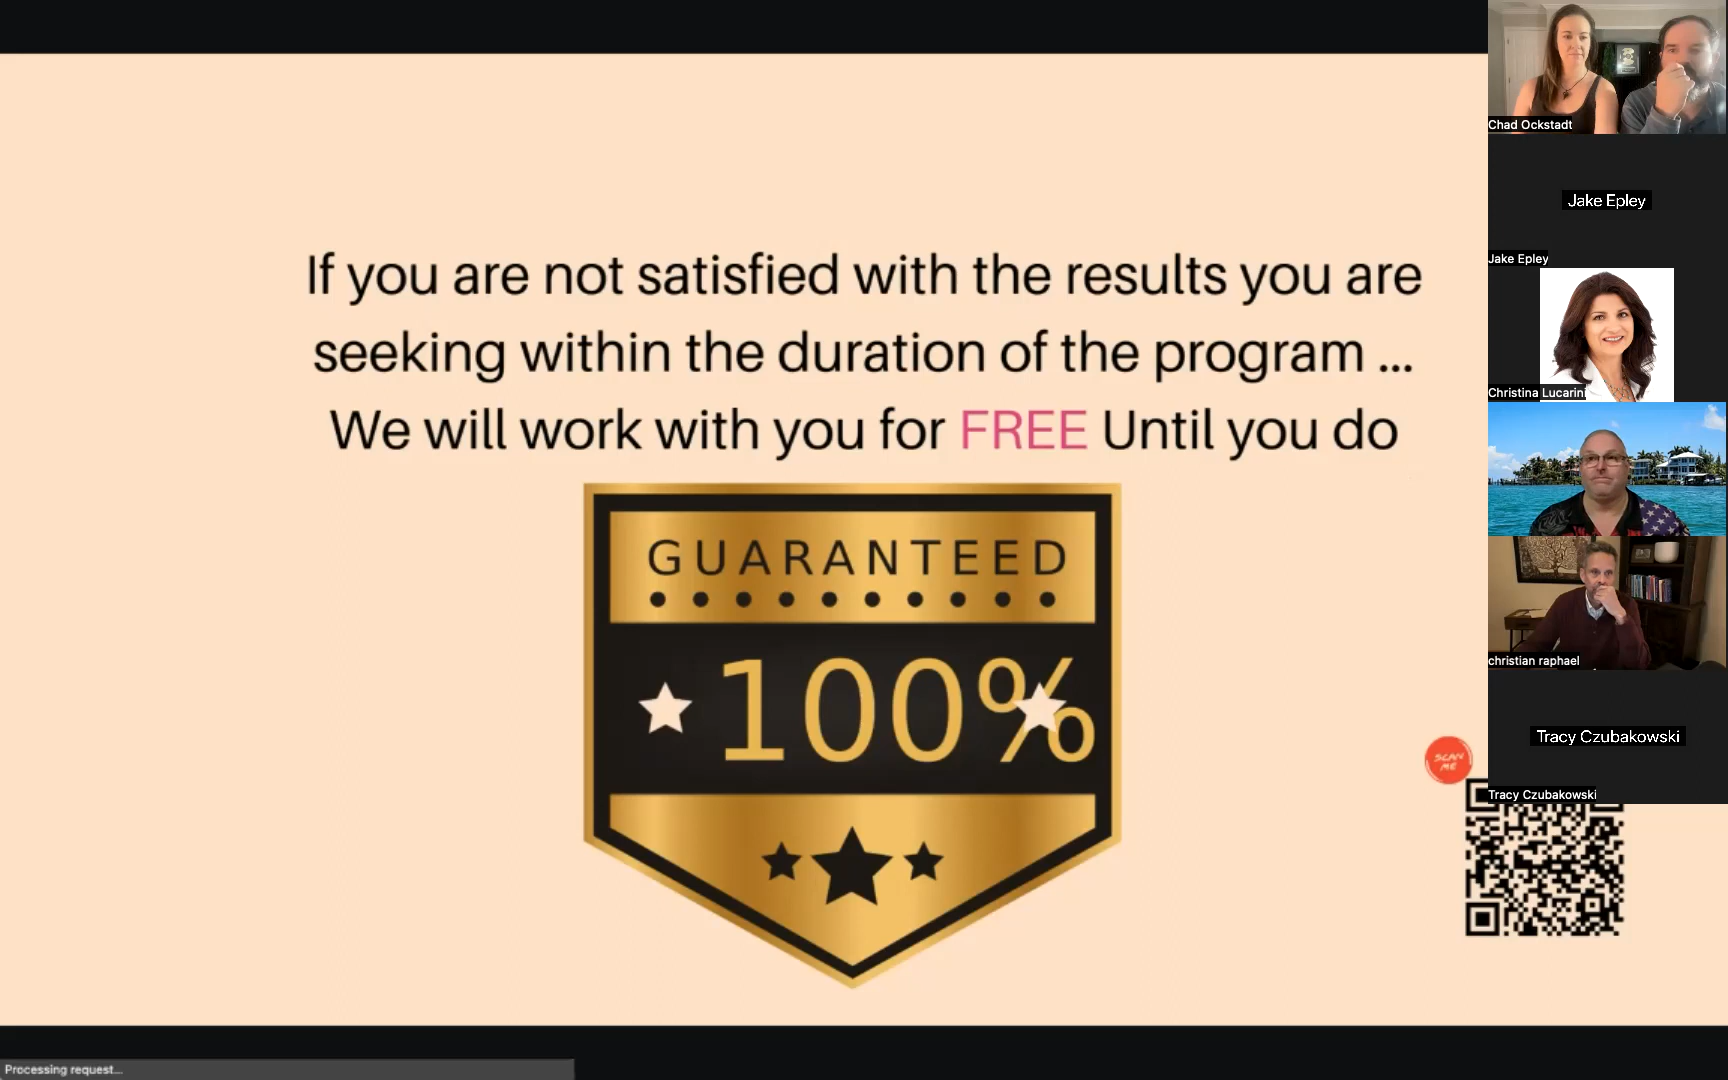 If you are not satisfied with the results you are
seeking within the duration of the program ...
We will work with you for FREE Until you do
GUARANTEED
100%
SCAN
ME
Chad Ockstadt
Jake Epley
Jake Epley
Christina Lucarini
christian raphael
Tracy Czubakowski
Tracy Czubakowski
Processing request...